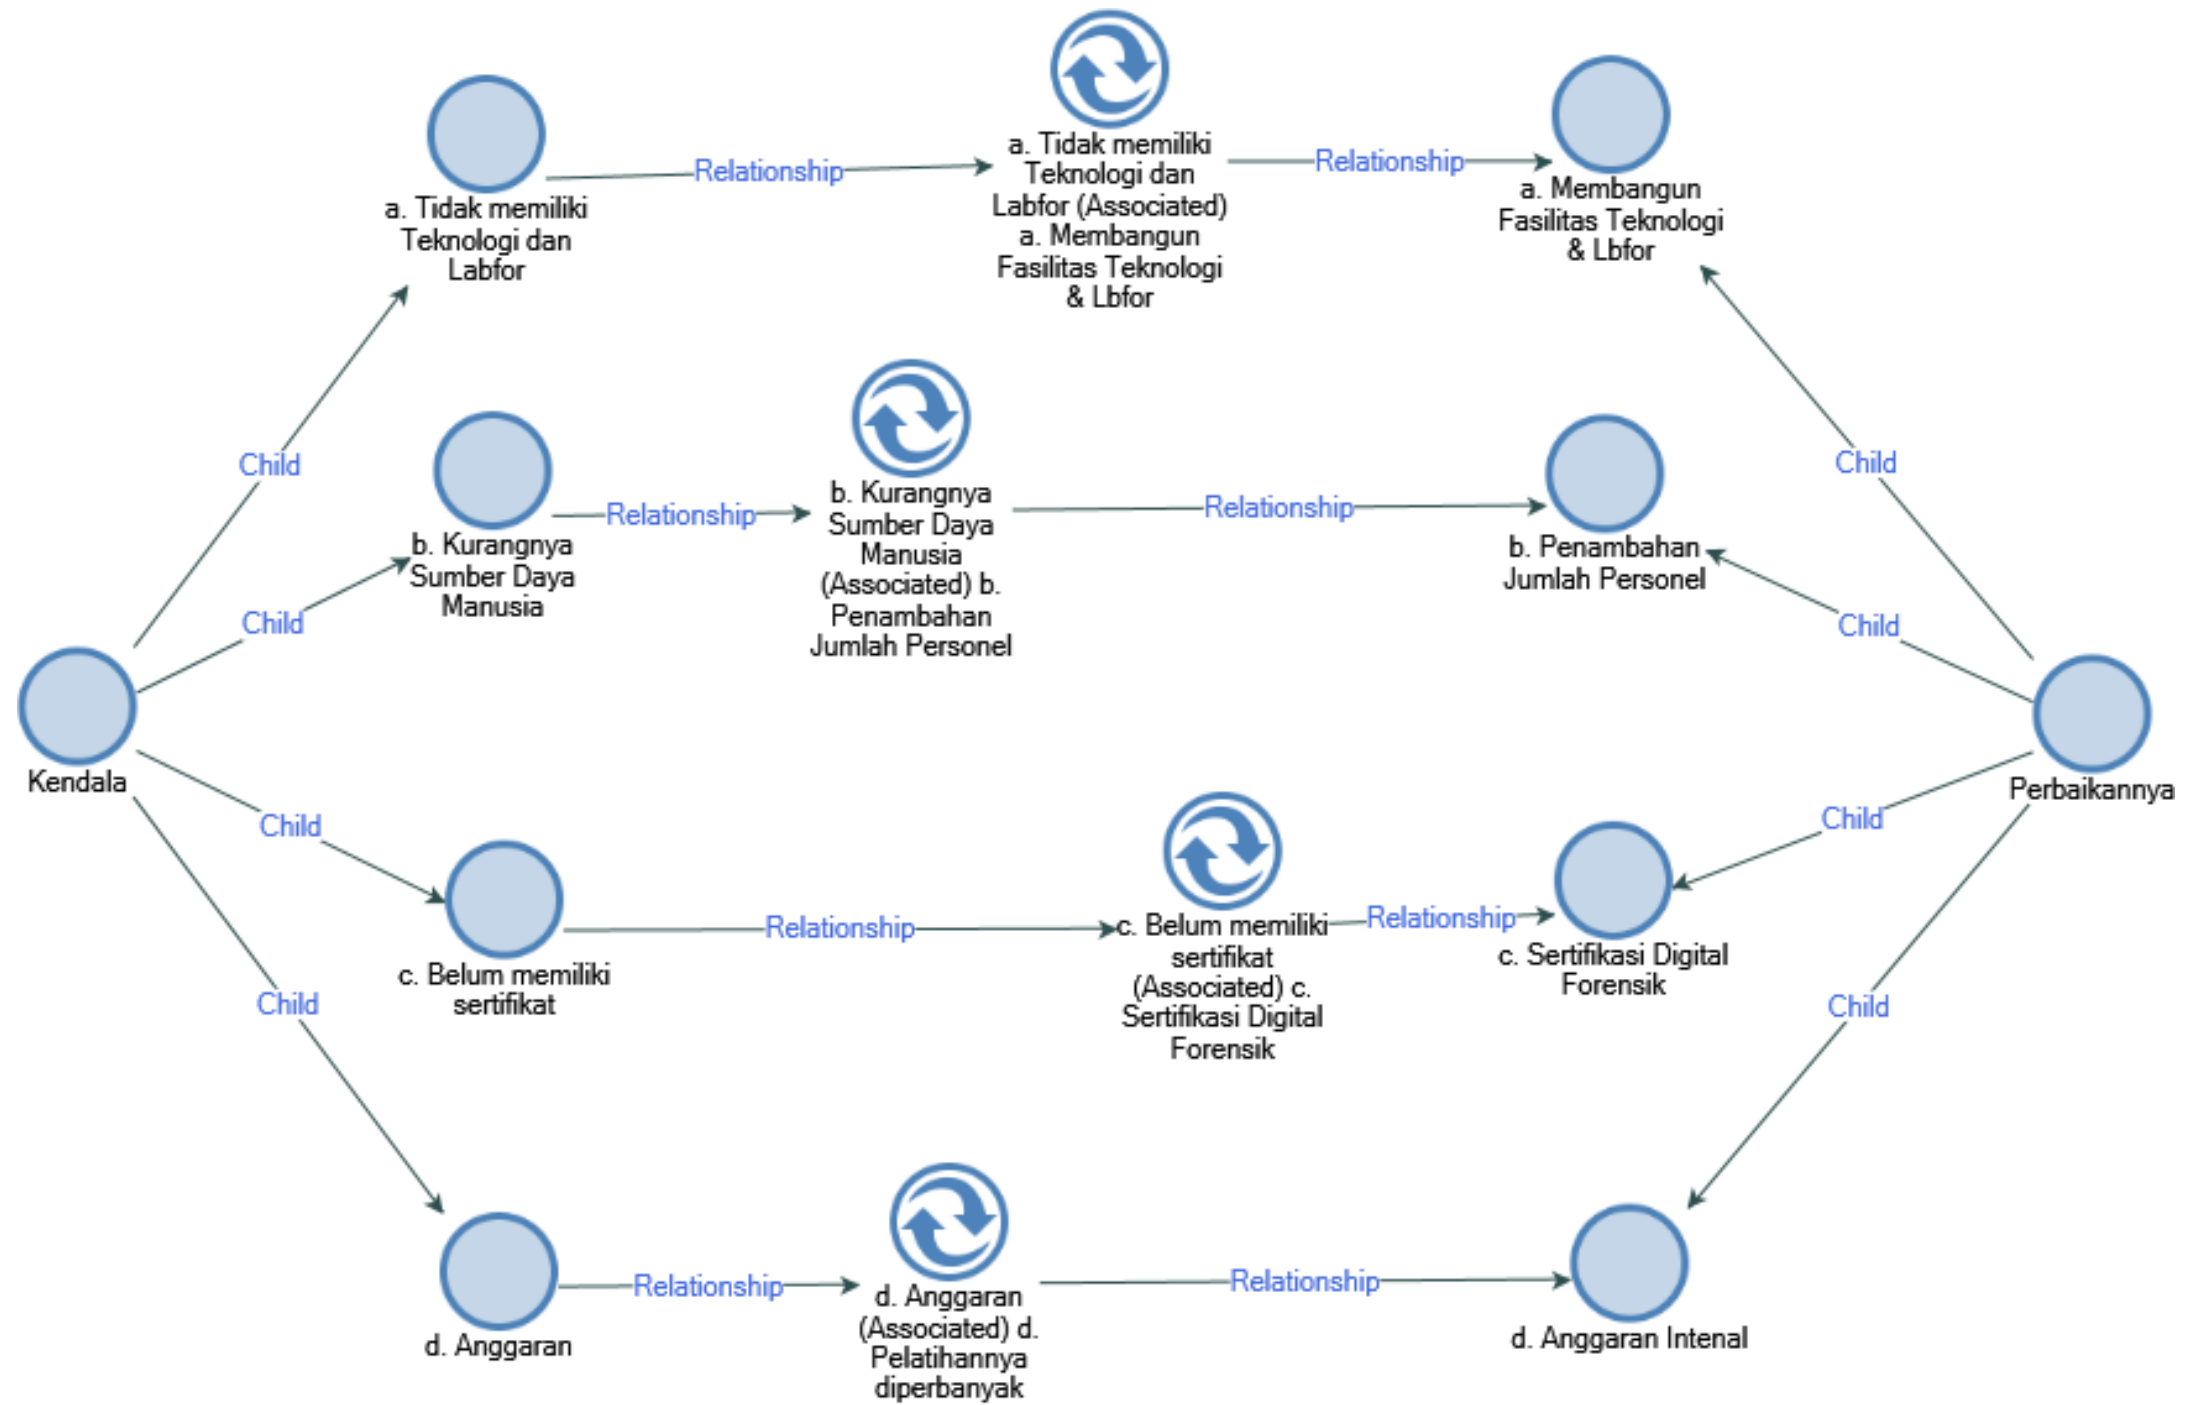 a. Tidak memiliki
Teknologi dan
Labfor
Relationship
a. Tidak memiliki
Teknologi dan
Labfor (Associated)
a. Membangun
Fasilitas Teknologi
& Lbfor
Relationship
a. Membangun
Fasilitas Teknologi
& Lbfor
Child
Child
b. Kurangnya
Sumber Daya
Manusia
Relationship
b. Kurangnya
Sumber Daya
Manusia
(Associated) b.
Penambahan
Jumlah Personel
Relationship
b. Penambahan
Jumlah Personel
Child
Child
Kendala
Perbaikannya
Child
Child
c. Belum memiliki
sertifikat
Relationship
c. Belum memiliki
sertifikat
(Associated) c.
Sertifikasi Digital
Forensik
Relationship
c. Sertifikasi Digital
Forensik
Child
Child
d. Anggaran
Relationship
d. Anggaran
(Associated) d.
Pelatihannya
diperbanyak
Relationship
d. Anggaran Intenal